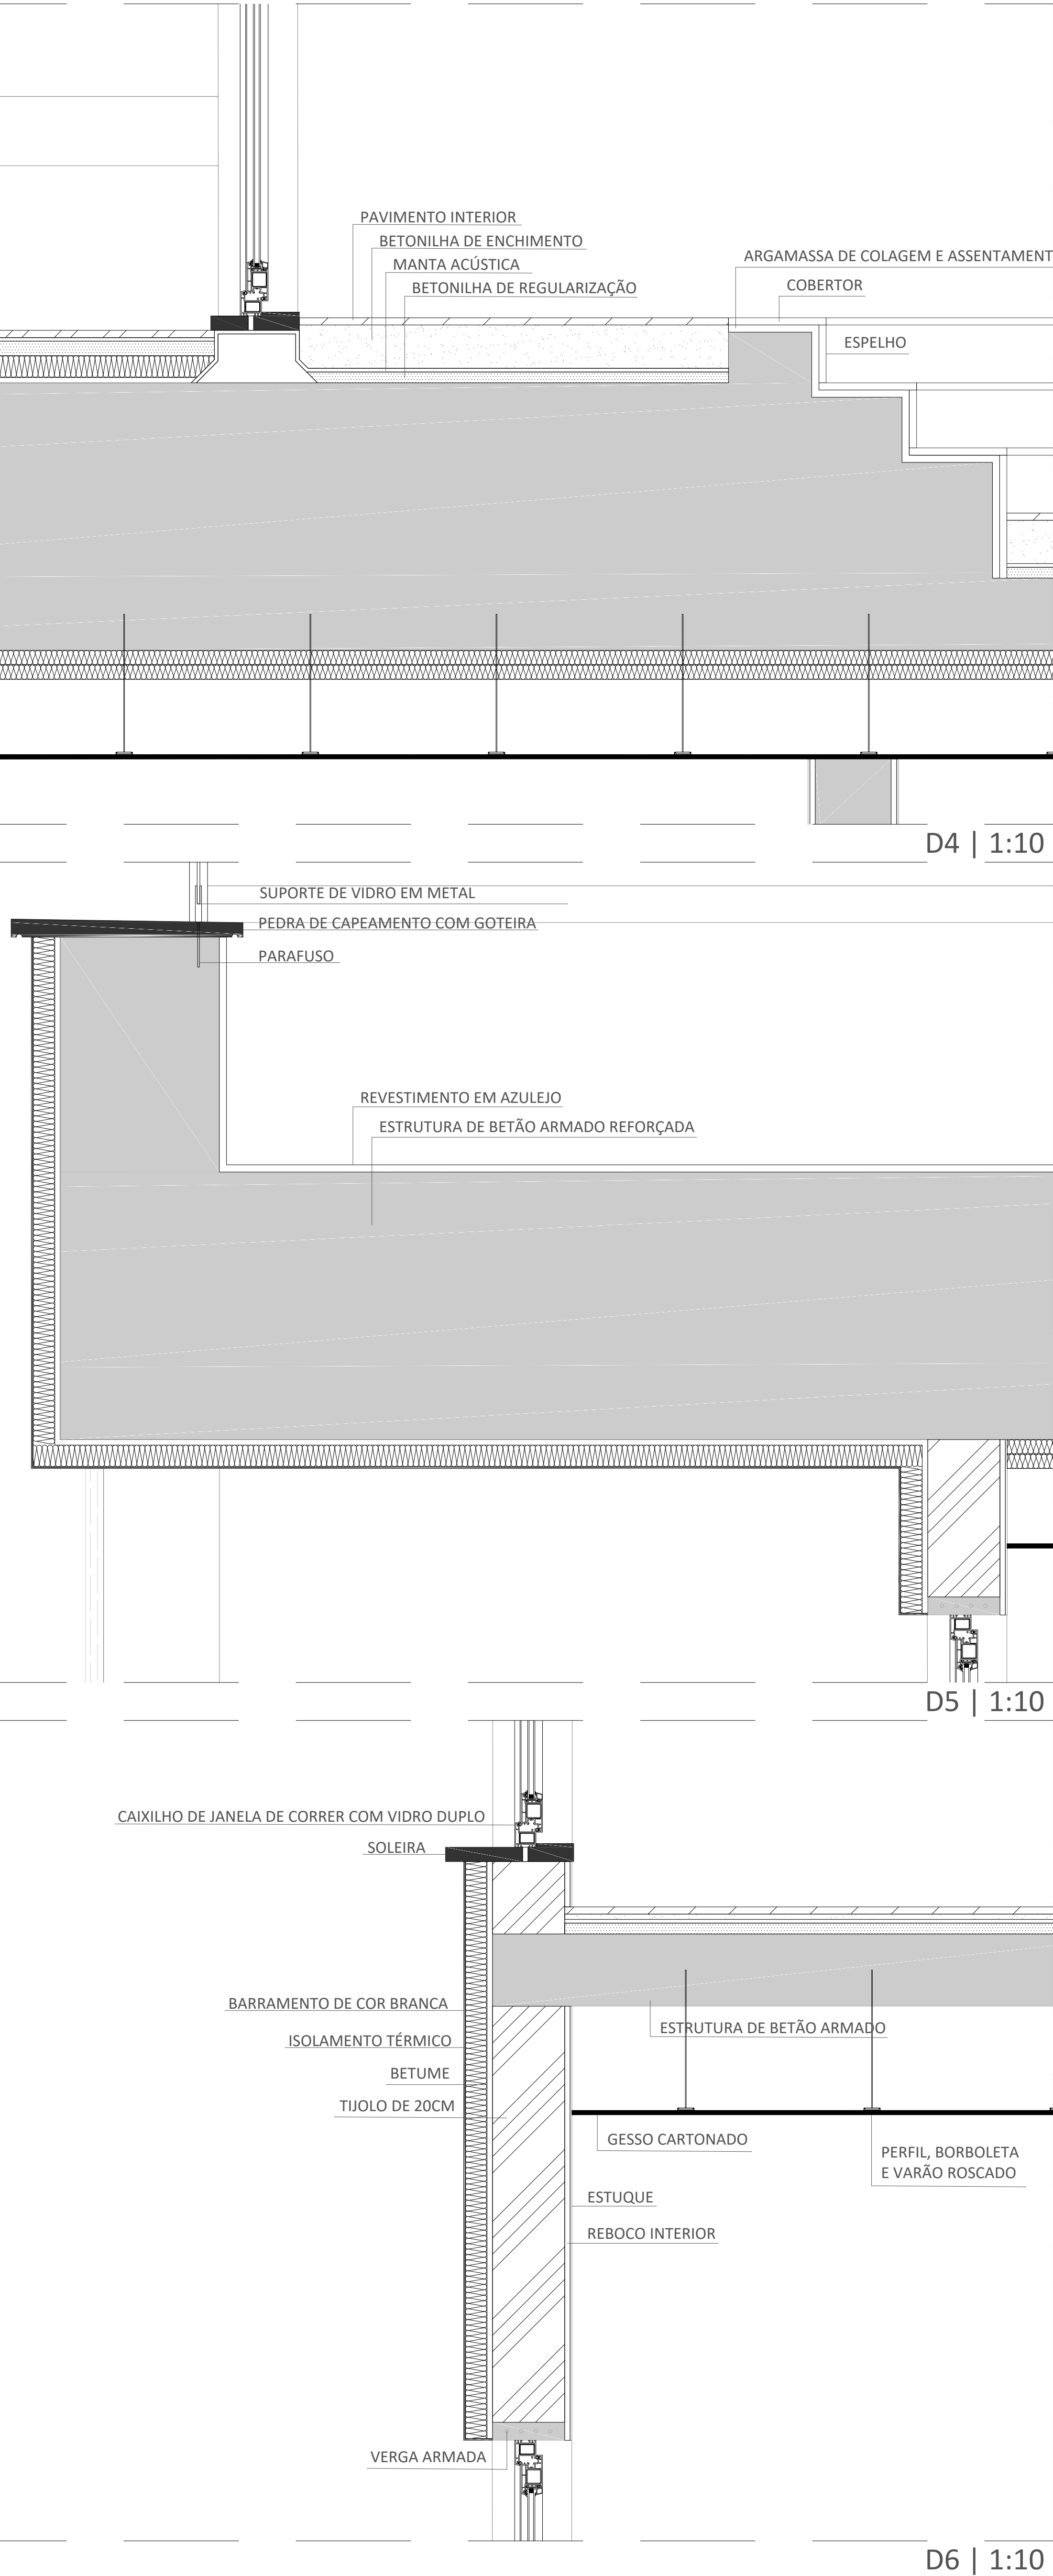 PAVIMENTO INTERIOR
BETONILHA DE ENCHIMENTO
MANTA ACÚSTICA
BETONILHA DE REGULARIZAÇÃO
ARGAMASSA DE COLAGEM E ASSENTAMENT
COBERTOR
ESPELHO
D4 | 1:10
SUPORTE DE VIDRO EM METAL
PEDRA DE CAPEAMENTO COM GOTEIRA
PARAFUSO
REVESTIMENTO EM AZULEJO
ESTRUTURA DE BETÃO ARMADO REFORÇADA
D5 | 1:10
CAIXILHO DE JANELA DE CORRER COM VIDRO DUPLO
SOLEIRA
BARRAMENTO DE COR BRANCA
ISOLAMENTO TÉRMICO
BETUME
TIJOLO DE 20CM
ESTRUTURA DE BETÃO ARMADO
GESSO CARTONADO
PERFIL, BORBOLETA
E VARÃO ROSCADO
ESTUQUE
REBOCO INTERIOR
VERGA ARMADA
D6 | 1:10